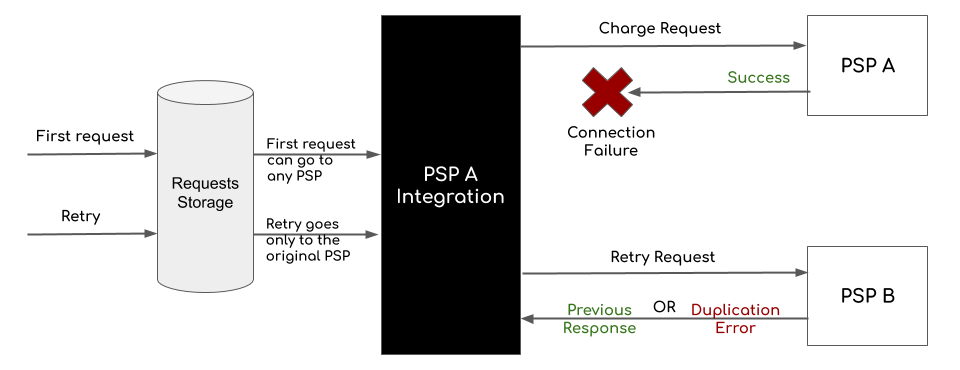 First request
Retry
Requests
Storage
First request
can go to
any PSP
Retry goes
only to the
original PSP
PSP A
Integration
Charge Request
Success
Connection
Failure
PSP A
Retry Request
Previous
Response
OR
Duplication
Error
PSP B